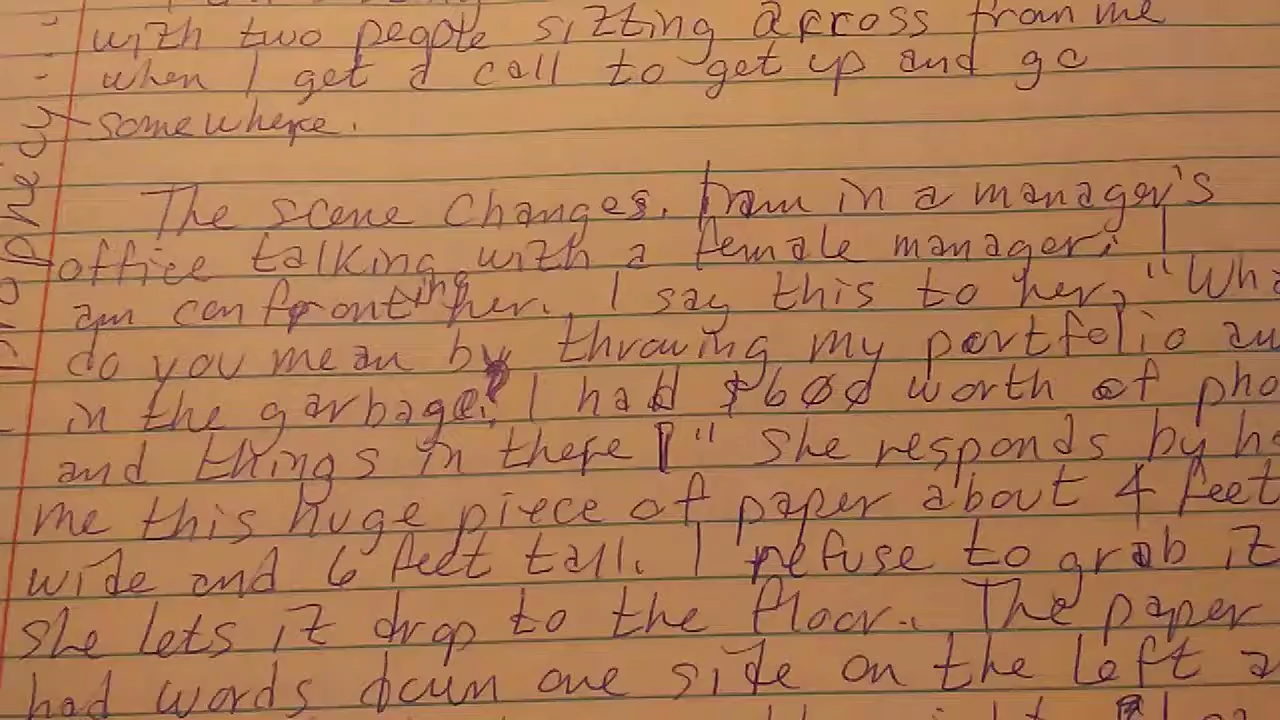 with two people sitting across from me
when I get a call to get up and go
somewhere.
The scene changes. I am in a manager's
office talking with a female manager. I
am confronting her. I say this to her, "Wha
do you mean by throwing my portfolio
in the garbage? I had $600 worth of pho
and things in there!" She responds by ha
me this huge piece of paper about 4 feet
wide and 6 feet tall. I refuse to grab it
she lets it drop to the floor. The paper
had words down one side on the left a